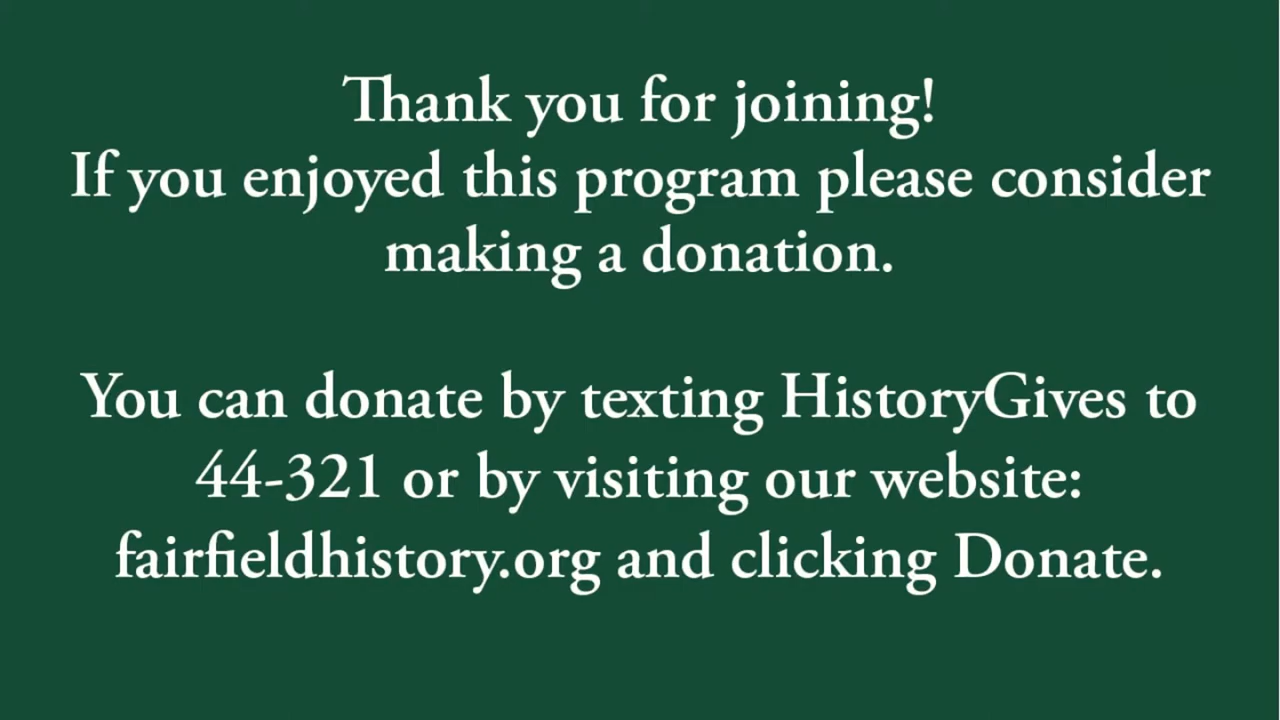 Thank you for joining!
If you enjoyed this program please consider
making a donation.
You can donate by texting HistoryGives to
44-321 or by visiting our website:
fairfieldhistory.org and clicking Donate.